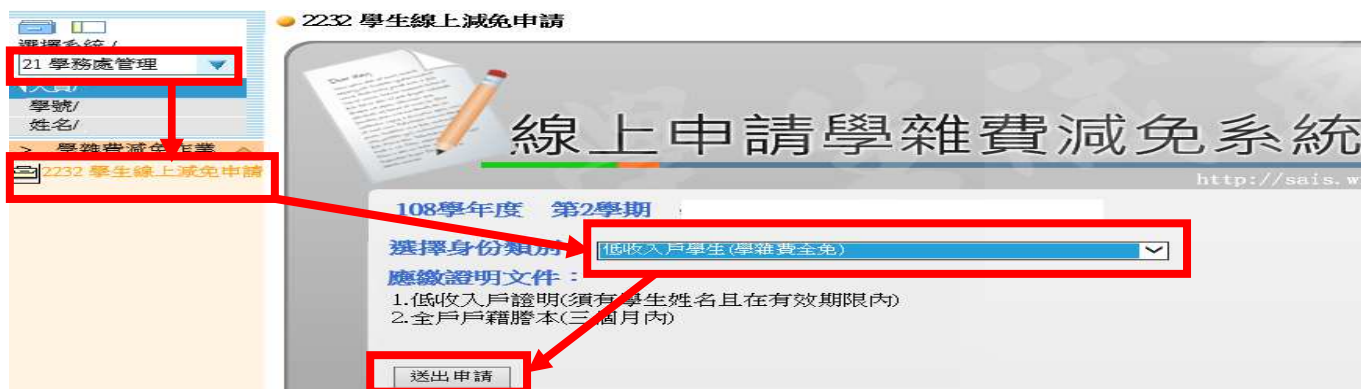 2232 學生線上減免申請
選擇系統/
21 學務處管理
人員/
學號/
姓名/
> 學雜費減免作業
2232 學生線上減免申請
Dear
線上申請學雜費減免系統
http://sais.w
108學年度 第2學期
選擇身份類別
低收入戶學生(學雜費全免)
應繳證明文件：
1.低收入戶證明(須有學生姓名且在有效期限內)
2.全戶戶籍謄本(三個月內)
送出申請